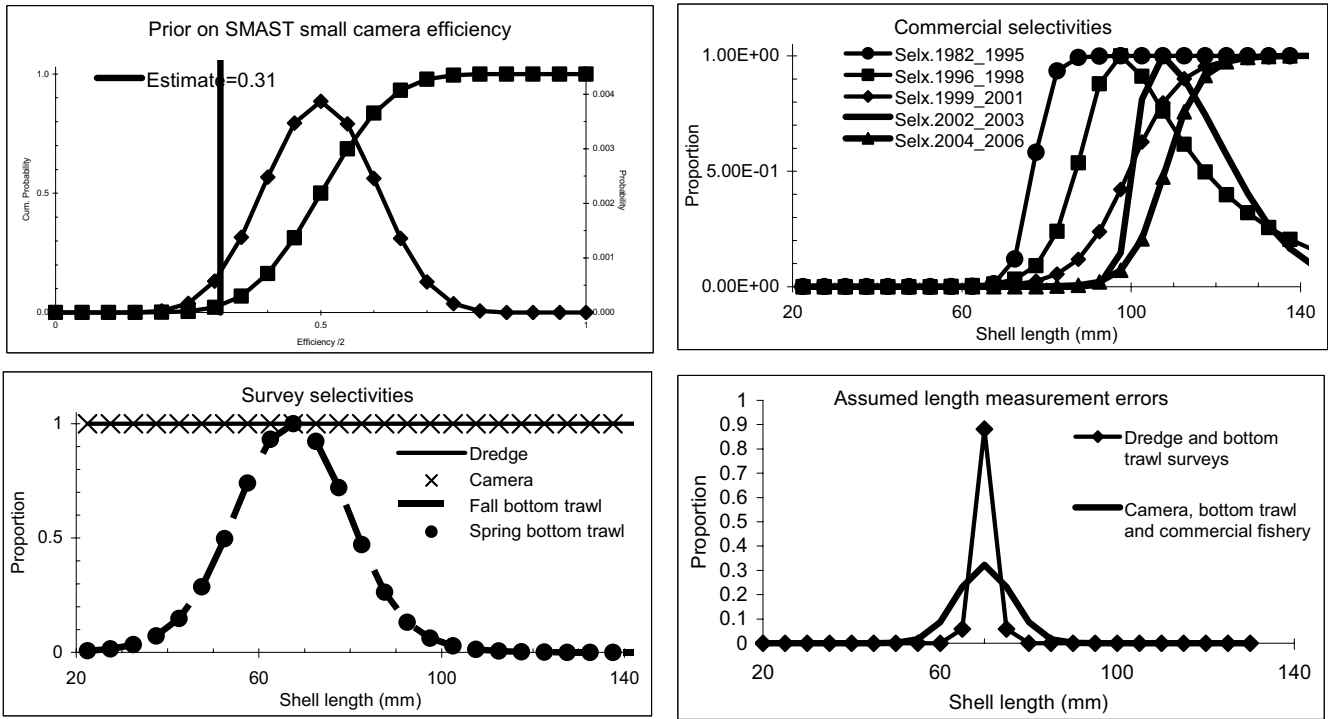 Prior on SMAST small camera efficiency
Estimate=0.31
1.0
0.5
0.0
Cum. Probability
0.004
0.003
0.002
0.001
0.000
Probability
0
0.5
1
Efficiency /2
Commercial selectivities
1.00E+00
5.00E-01
0.00E+00
Proportion
Selx.1982_1995
Selx.1996_1998
Selx.1999_2001
Selx.2002_2003
Selx.2004_2006
20
60
100
140
Shell length (mm)
Survey selectivities
1
0.5
0
Proportion
Dredge
Camera
Fall bottom trawl
Spring bottom trawl
20
60
100
140
Shell length (mm)
Assumed length measurement errors
1
0.9
0.8
0.7
0.6
0.5
0.4
0.3
0.2
0.1
0
Proportion
Dredge and bottom
trawl surveys
Camera, bottom trawl
and commercial fishery
20
60
100
140
Shell length (mm)